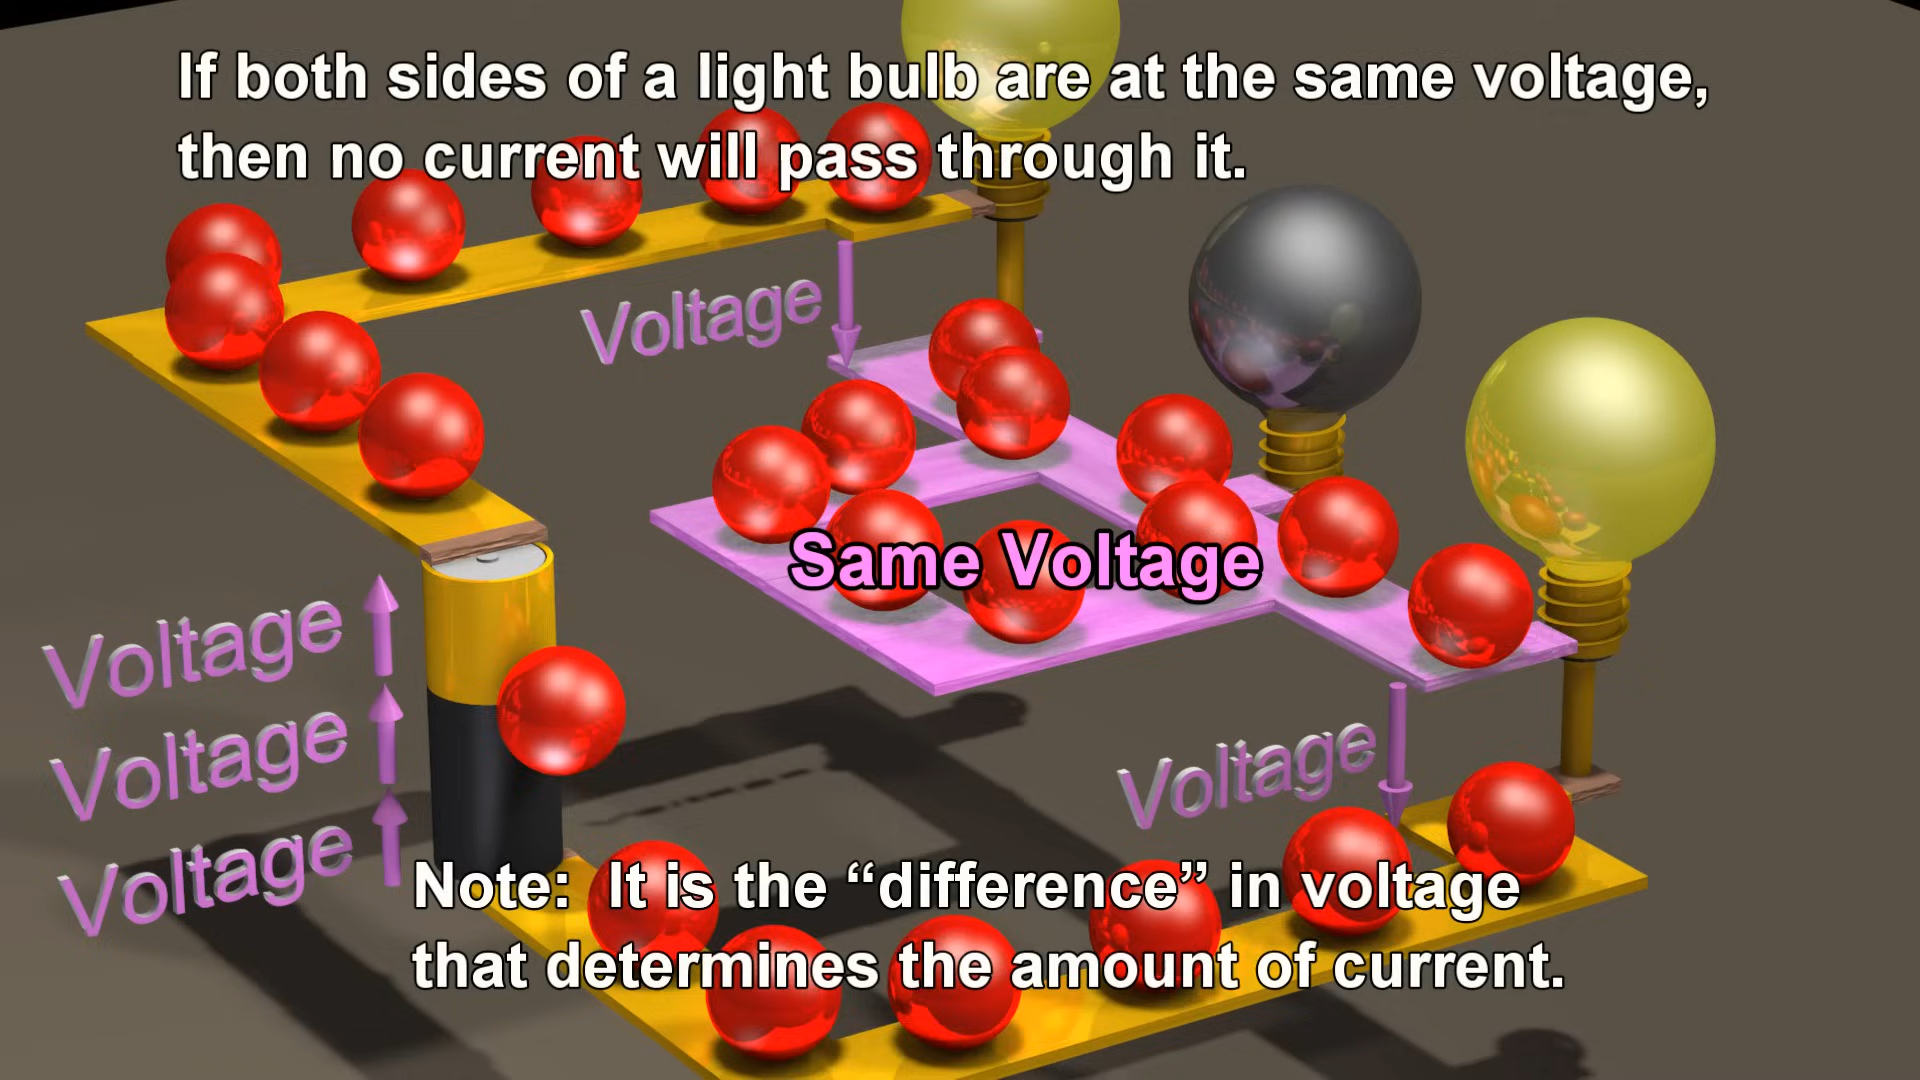 If both sides of a light bulb are at the same voltage,
then no current will pass through it.
Voltage
Same Voltage
Voltage
Voltage
Voltage
Voltage
Note:  It is the “difference” in voltage
that determines the amount of current.